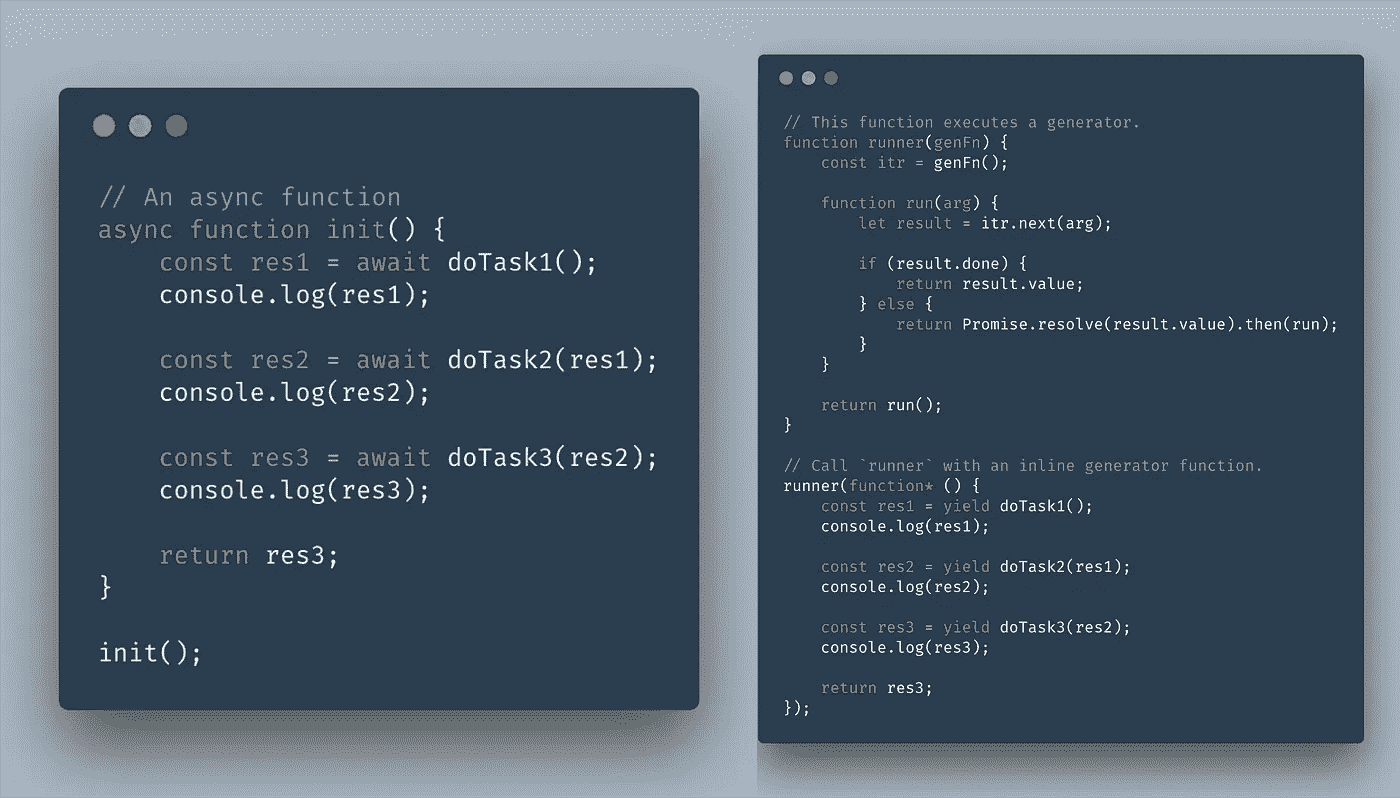 // An async function
async function init() {
    const res1 = await doTask1();
    console.log(res1);

    const res2 = await doTask2(res1);
    console.log(res2);

    const res3 = await doTask3(res2);
    console.log(res3);

    return res3;
}

init();

// This function executes a generator.
function runner(genFn) {
    const itr = genFn();

    function run(arg) {
        let result = itr.next(arg);

        if (result.done) {
            return result.value;
        } else {
            return Promise.resolve(result.value).then(run);
        }
    }

    return run();
}

// Call `runner` with an inline generator function.
runner(function* () {
    const res1 = yield doTask1();
    console.log(res1);

    const res2 = yield doTask2(res1);
    console.log(res2);

    const res3 = yield doTask3(res2);
    console.log(res3);

    return res3;
});